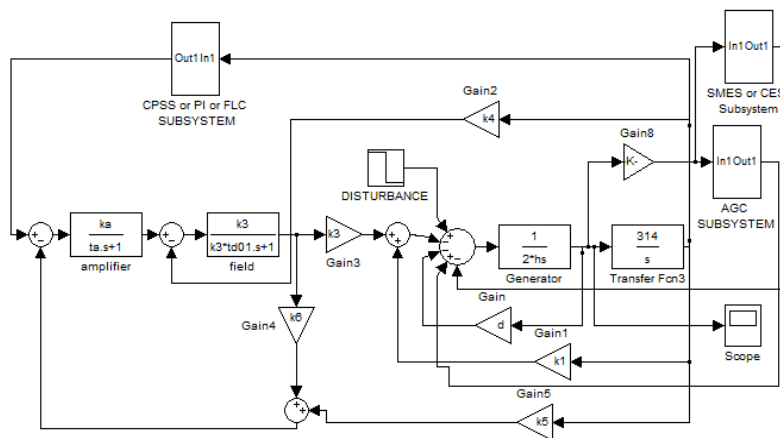 Out1 In1
CPSS or PI or FLC
SUBSYSTEM
In1 Out1
SMES or CES
Subsystem
Gain2
k4
Gain8
K-
In1 Out1
AGC
SUBSYSTEM
DISTURBANCE
ka
ta.s+1
amplifier
k3
k3*td01.s+1
field
k3
Gain3
1
2*hs
Generator
314
s
Transfer Fcn3
Gain
d
Gain1
k1
Scope
Gain4
k6
Gain5
k5